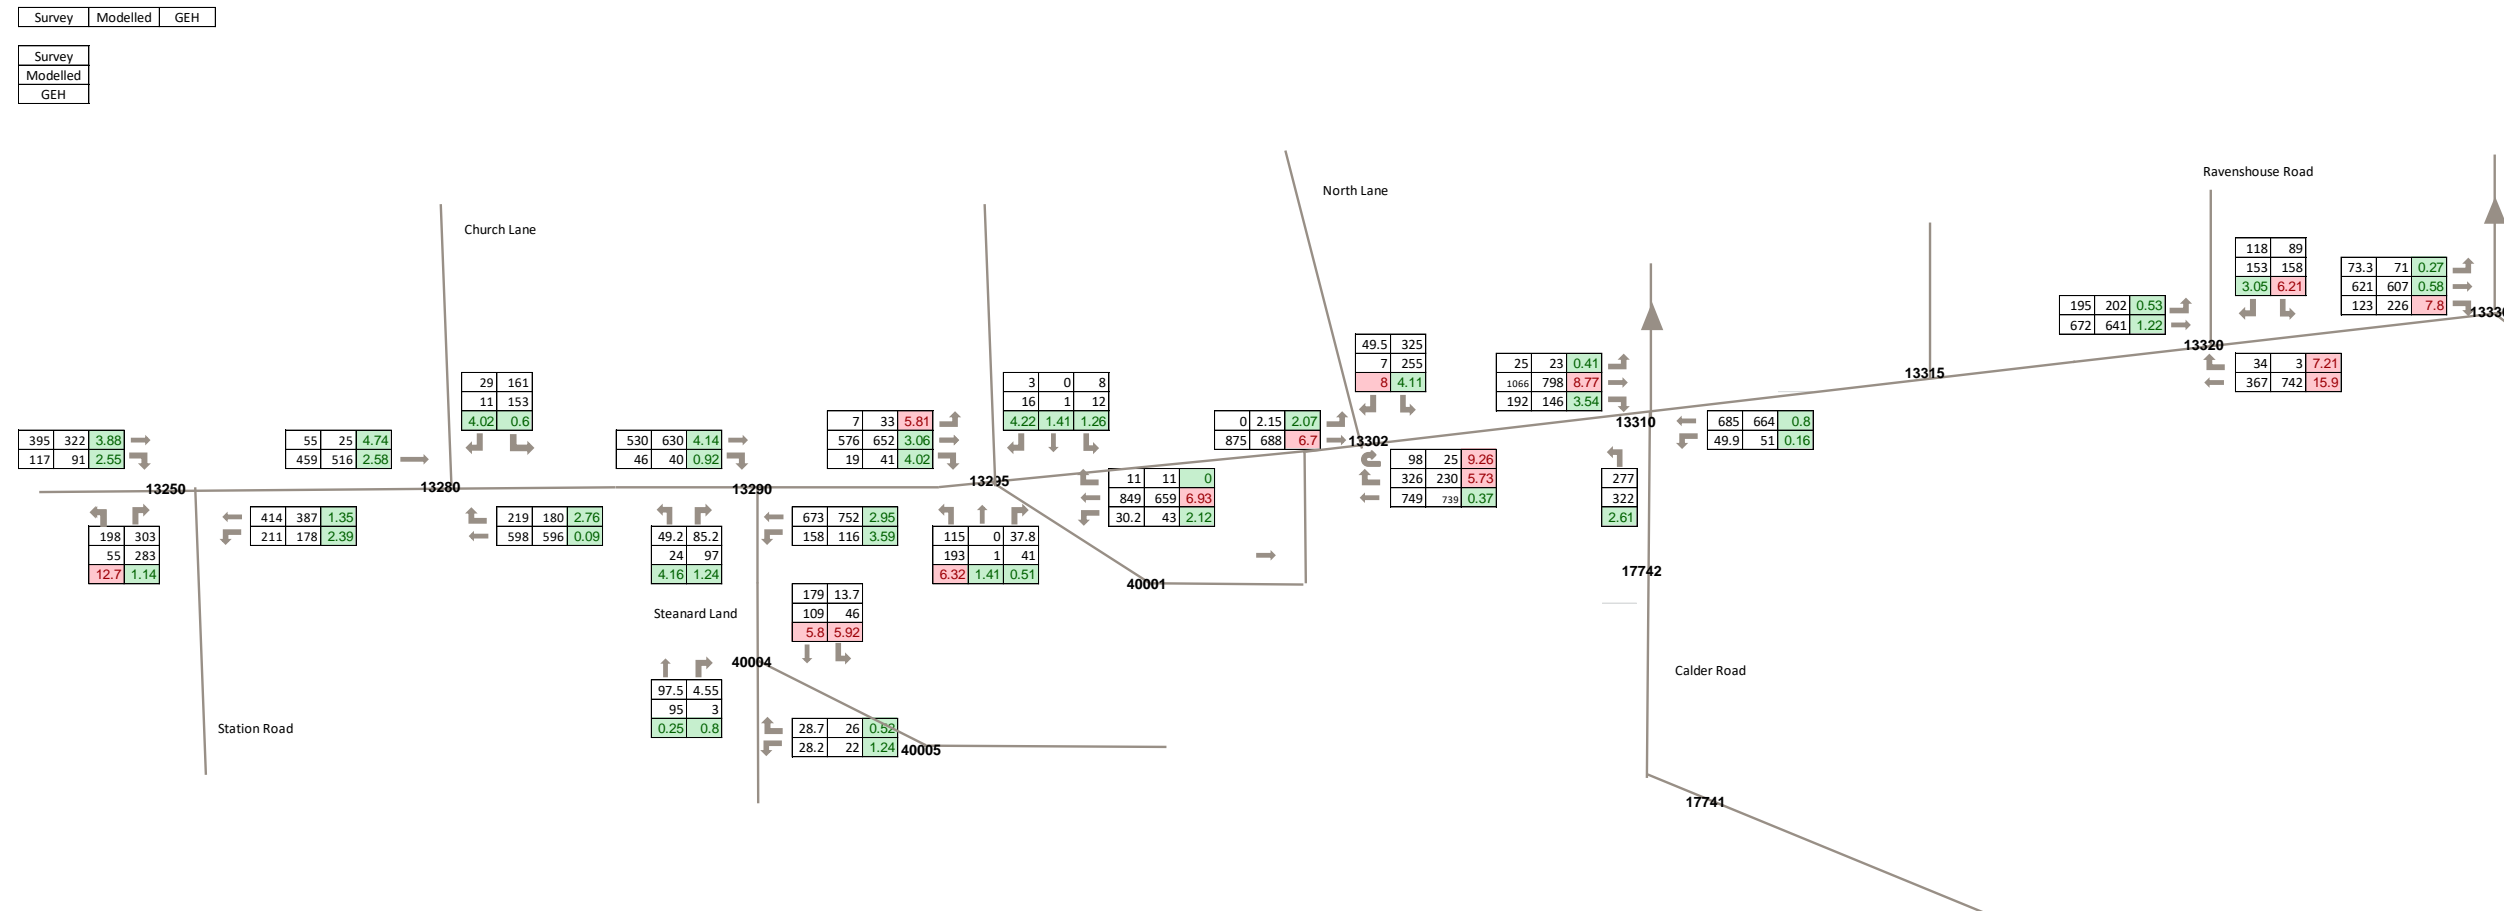 Survey Modelled GEH
Survey
Modelled
GEH
North Lane
Ravenshouse Road
Church Lane
118 89
153 158
3.05 6.21
73.3 71 0.27
621 607 0.58
123 226 7.8
1333
195 202 0.53
672 641 1.22
13320
34 3 7.21
367 742 15.9
49.5 325
7 255
8 4.11
25 23 0.41
1066 798 8.77
192 146 3.54
13315
29 161
11 153
4.02 0.6
3 0 8
16 1 12
4.22 1.41 1.26
7 33 5.81
576 652 3.06
19 41 4.02
0 2.15 2.07
875 688 6.7
13302
13310
685 664 0.8
49.9 51 0.16
395 322 3.88
117 91 2.55
55 25 4.74
459 516 2.58
530 630 4.14
46 40 0.92
98 25 9.26
326 230 5.73
749 739 0.37
13250
13280
13290
13295
11 11 0
849 659 6.93
30.2 43 2.12
277
322
2.61
198 303
55 283
12.7 1.14
414 387 1.35
211 178 2.39
219 180 2.76
598 596 0.09
49.2 85.2
24 97
4.16 1.24
673 752 2.95
158 116 3.59
115 0 37.8
193 1 41
6.32 1.41 0.51
40001
17742
179 13.7
109 46
5.8 5.92
Steanard Land
40004
Calder Road
97.5 4.55
95 3
0.25 0.8
Station Road
28.7 26 0.52
28.2 22 1.24
40005
17741